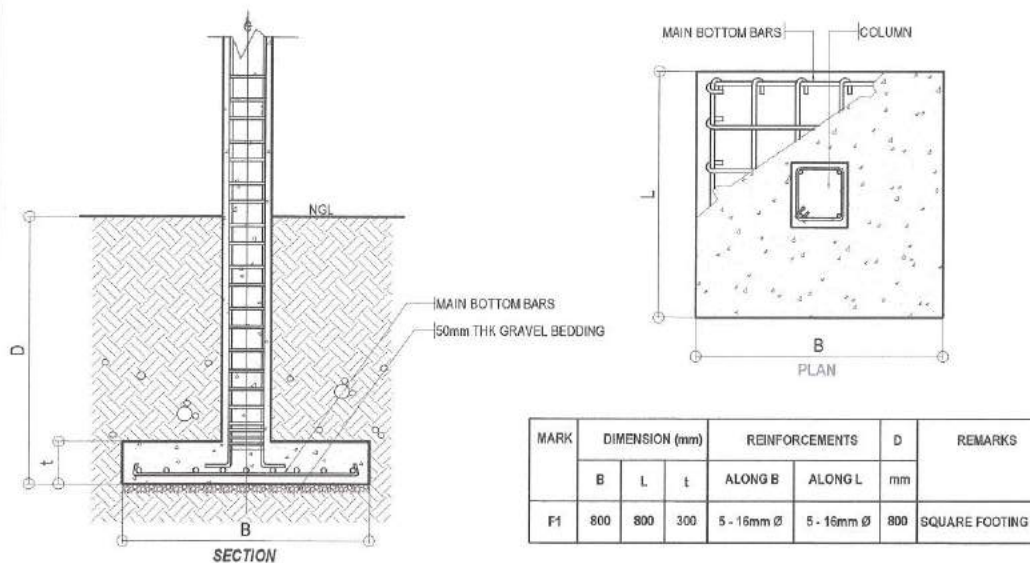 NGL
MAIN BOTTOM BARS
50mm THK GRAVEL BEDDING
D
t
B
SECTION
MAIN BOTTOM BARS
COLUMN
L
B
PLAN
MARK DIMENSION (mm) REINFORCEMENTS D REMARKS
B L t ALONG B ALONG L mm
F1 800 800 300 5 - 16mm Ø 5 - 16mm Ø 800 SQUARE FOOTING